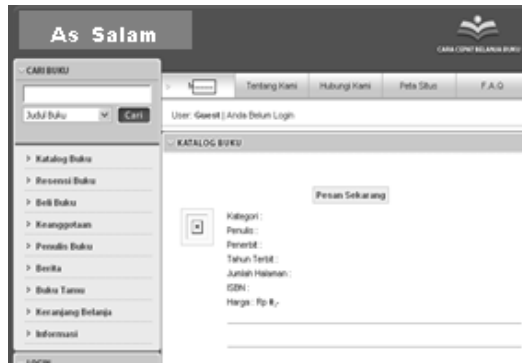 As Salam
CARA CEPAT BELANJA BUKU
CARI BUKU
Judul Buku
Cari
Tentang Kami
Hubungi Kami
Peta Situs
F.A.Q
User: Guest | Anda Belum Login
KATALOG BUKU
Katalog Buku
Resensi Buku
Beli Buku
Keanggotaan
Penulis Buku
Berita
Buku Tamu
Keranjang Belanja
Informasi
LOGIN
Pesan Sekarang
Kategori :
Penulis :
Penerbit :
Tahun Terbit :
Jumlah Halaman :
ISBN :
Harga : Rp 0,-